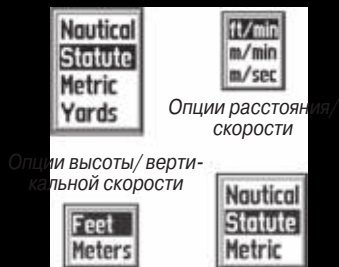 Nautical
Statute
Metric
Yards
ft/min
m/min
m/sec
Опции расстояния/
скорости
Опции высоты/ верти-
кальной скорости
Feet
Meters
Nautical
Statute
Metric